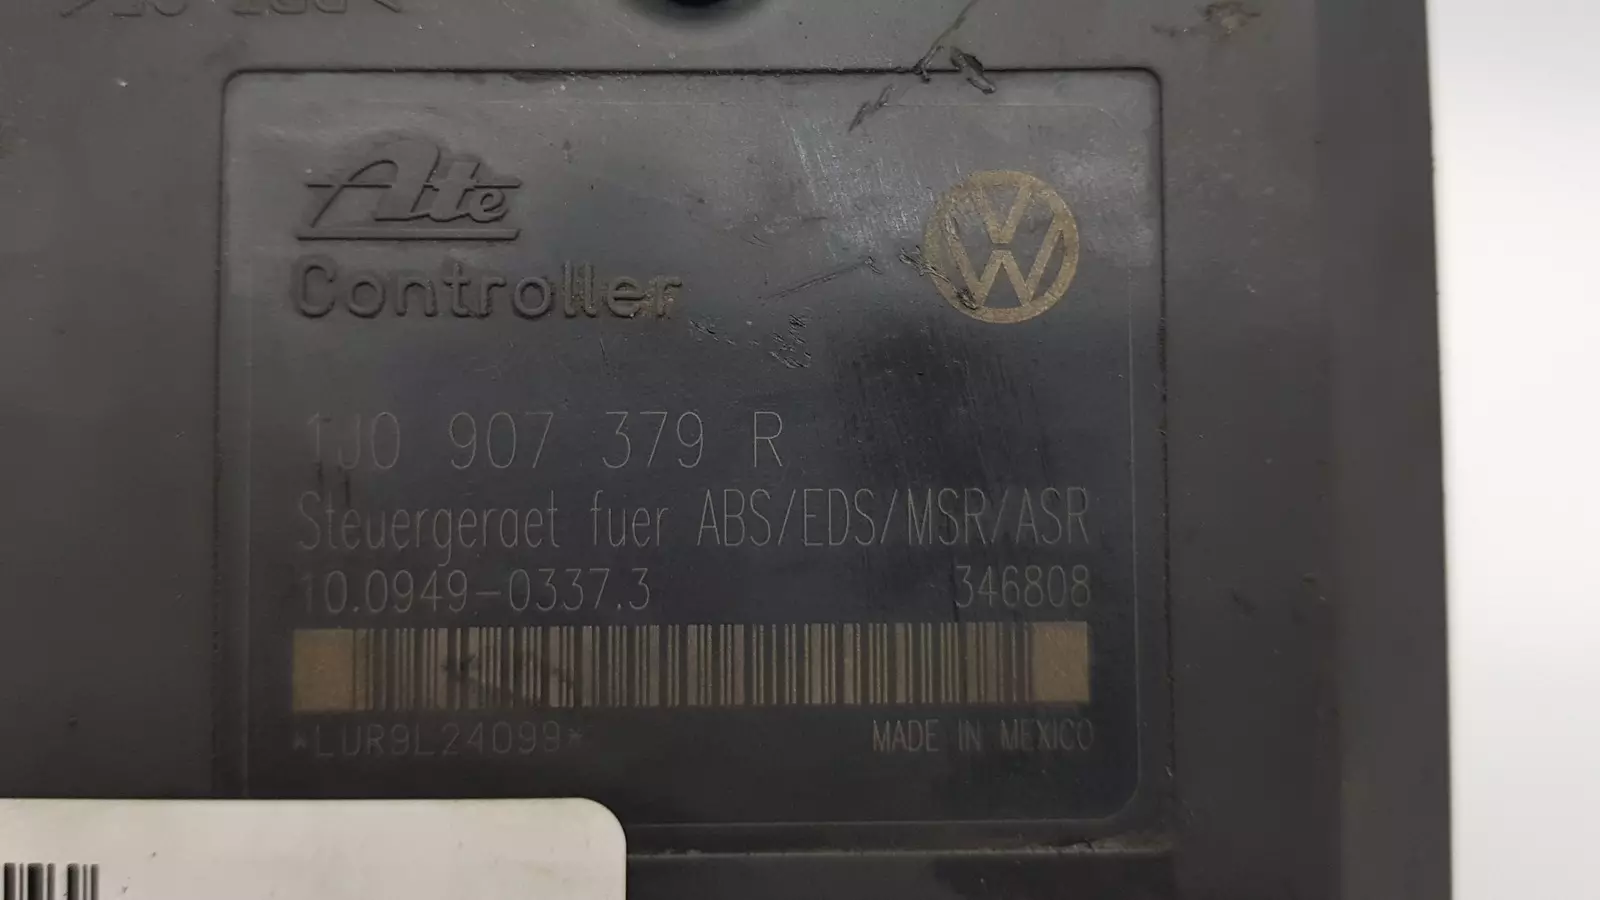 Ate
Controller
1J0 907 379 R
Steuergeraet fuer ABS/EDS/MSR/ASR
10.0949-0337.3 346808
*LUR9L24099*
MADE IN MEXICO